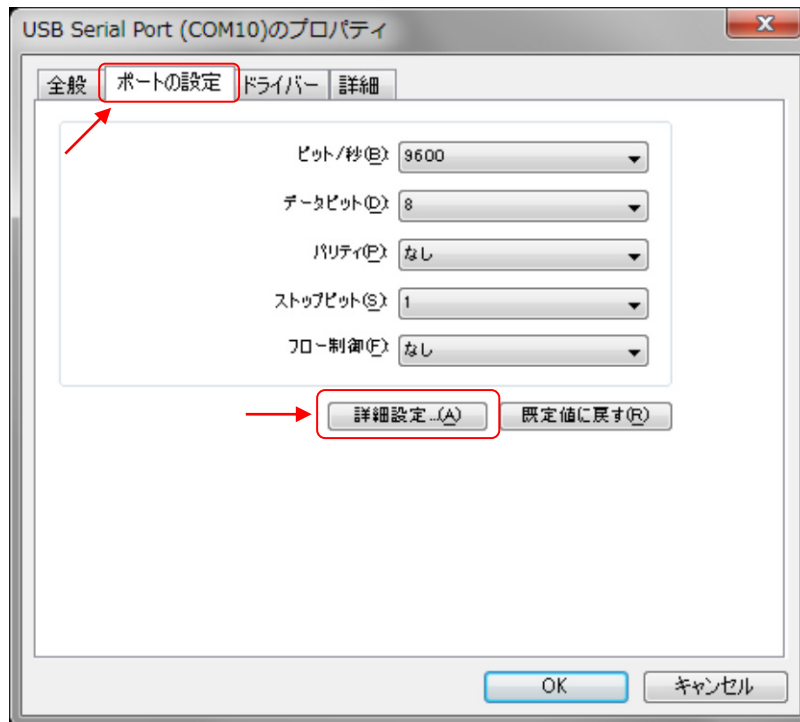 USB Serial Port (COM10)のプロパティ
全般 ポートの設定 ドライバー 詳細
ビット/秒(B): 9600
データビット(D): 8
パリティ(P): なし
ストップビット(S): 1
フロー制御(F): なし
詳細設定...(A) 既定値に戻す(R)
OK キャンセル